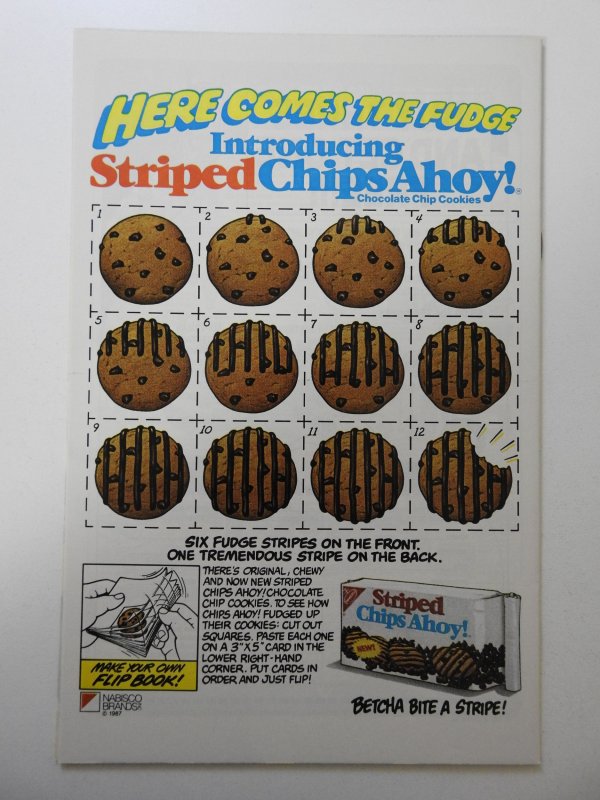 HERE COMES THE FUDGE
Introducing
Striped Chips Ahoy!®
Chocolate Chip Cookies
1 2 3 4
5 6 7 8
9 10 11 12
SIX FUDGE STRIPES ON THE FRONT.
ONE TREMENDOUS STRIPE ON THE BACK.
THERE'S ORIGINAL, CHEWY
AND NOW NEW STRIPED
CHIPS AHOY! CHOCOLATE
CHIP COOKIES. TO SEE HOW
CHIPS AHOY! FUDGED UP
THEIR COOKIES: CUT OUT
SQUARES. PASTE EACH ONE
ON A 3"X5" CARD IN THE
LOWER RIGHT-HAND
CORNER. PUT CARDS IN
ORDER AND JUST FLIP!
MAKE YOUR OWN
FLIP BOOK!
NABISCO
BRANDS
© 1987
Striped
Chips Ahoy!
NEW!
BETCHA BITE A STRIPE!